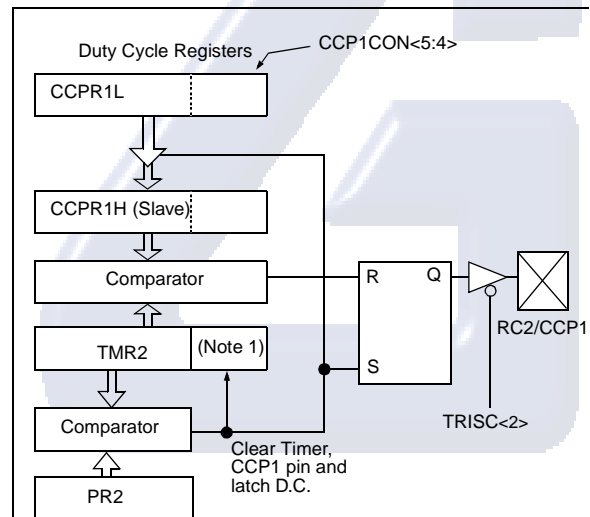 Duty Cycle Registers
CCP1CON<5:4>
CCPR1L
CCPR1H (Slave)
Comparator
R
Q
RC2/CCP1
TMR2
(Note 1)
S
TRISC<2>
Comparator
Clear Timer,
CCP1 pin and
latch D.C.
PR2